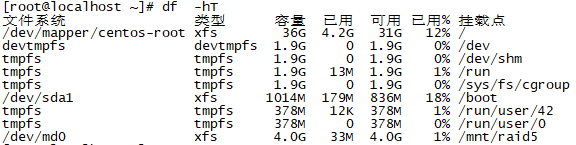 [root@localhost ~]# df  -hT
文件系统                类型      容量  已用  可用 已用% 挂载点
/dev/mapper/centos-root xfs        36G  4.2G   31G   12% /
devtmpfs                devtmpfs  1.9G     0  1.9G    0% /dev
tmpfs                   tmpfs     1.9G     0  1.9G    0% /dev/shm
tmpfs                   tmpfs     1.9G   13M  1.9G    1% /run
tmpfs                   tmpfs     1.9G     0  1.9G    0% /sys/fs/cgroup
/dev/sda1               xfs      1014M  179M  836M   18% /boot
tmpfs                   tmpfs     378M   12K  378M    1% /run/user/42
tmpfs                   tmpfs     378M     0  378M    0% /run/user/0
/dev/md0                xfs       4.0G   33M  4.0G    1% /mnt/raid5